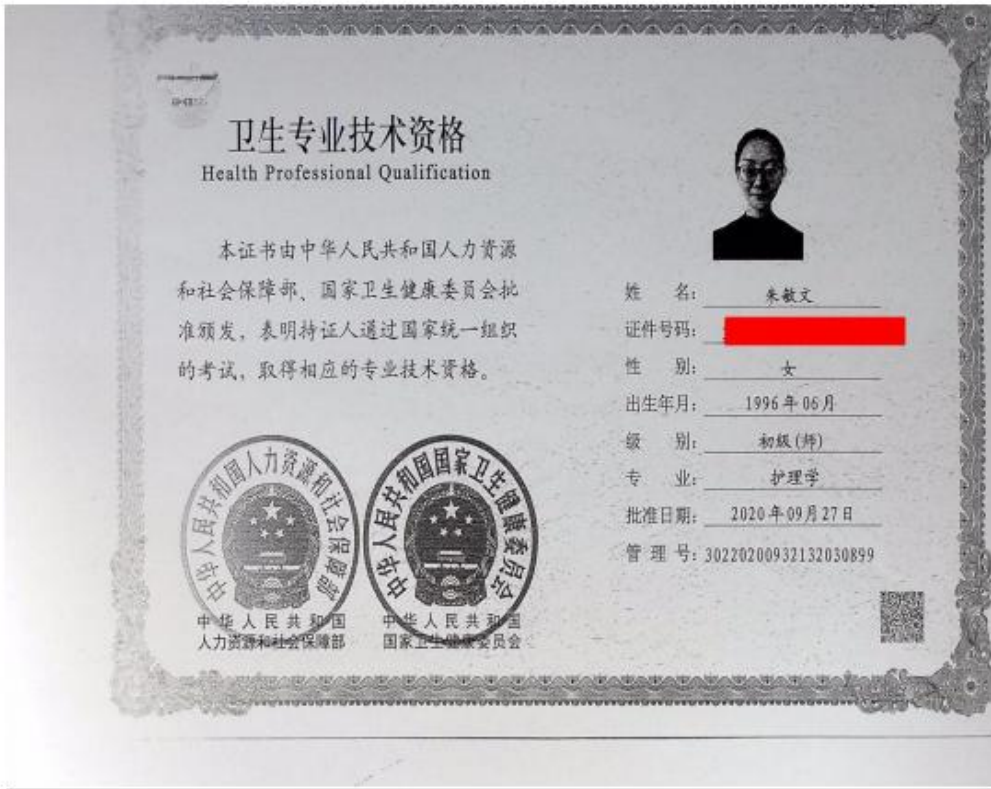 卫生专业技术资格
Health Professional Qualification
本证书由中华人民共和国人力资源
和社会保障部、国家卫生健康委员会批
准颁发，表明持证人通过国家统一组织
的考试，取得相应的专业技术资格。
中华人民共和国人力资源和社会保障部
中华人民共和国
人力资源和社会保障部
中华人民共和国国家卫生健康委员会
中华人民共和国
国家卫生健康委员会
姓 名：朱敏文
证件号码：
性 别：女
出生年月：1996年06月
级 别：初级(师)
专 业：护理学
批准日期：2020年09月27日
管 理 号：30220200932132030899